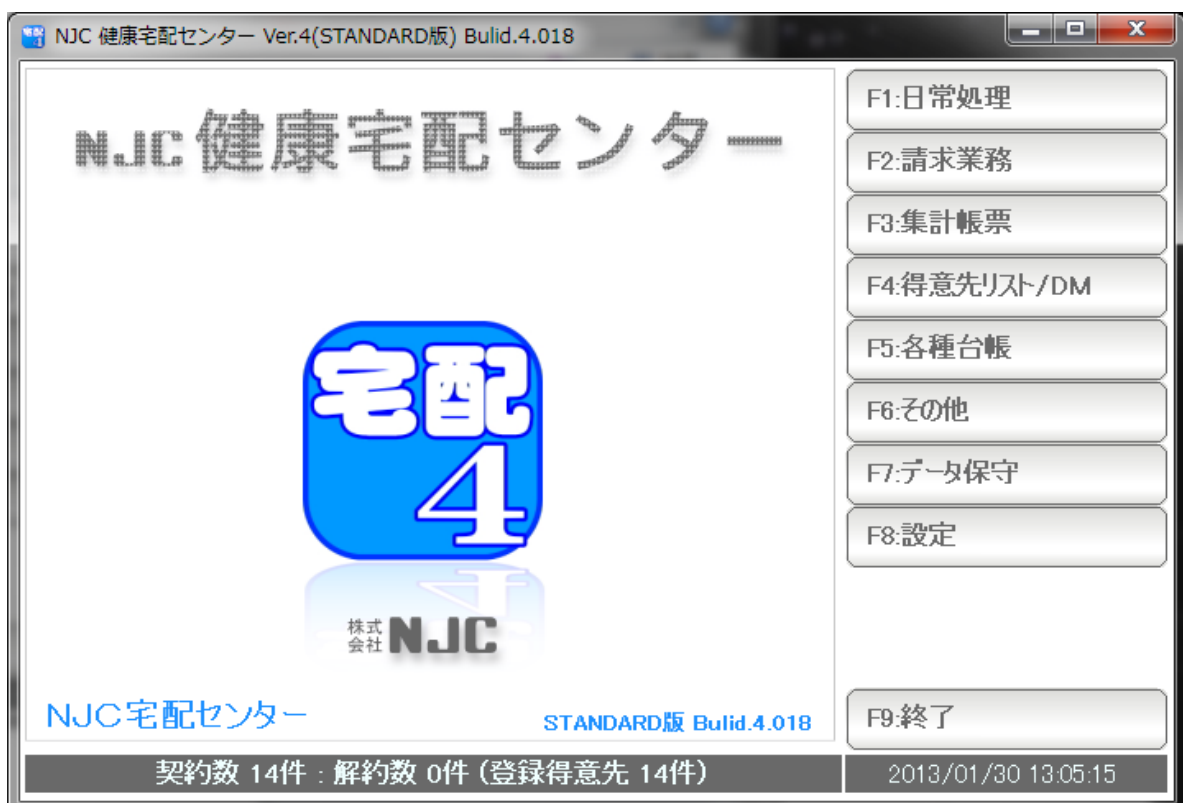 NJC 健康宅配センター Ver.4(STANDARD版) Bulid.4.018
NJC 健康宅配センター
宅配
4
株式会社 NJC
NJC宅配センター
STANDARD版 Bulid.4.018
F1:日常処理
F2:請求業務
F3:集計帳票
F4:得意先リスト/DM
F5:各種台帳
F6:その他
F7:データ保守
F8:設定
F9:終了
契約数 14件 : 解約数 0件 (登録得意先 14件)
2013/01/30 13:05:15